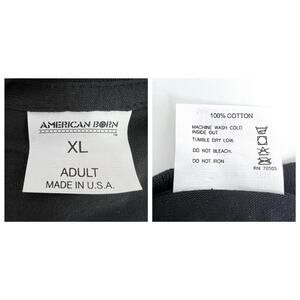 AMERICAN BORN
TM
XL
ADULT
MADE IN U.S.A.
100% COTTON
MACHINE WASH COLD
INSIDE OUT
TUMBLE DRY LOW.
DO NOT BLEACH.
DO NOT IRON
RN 70505